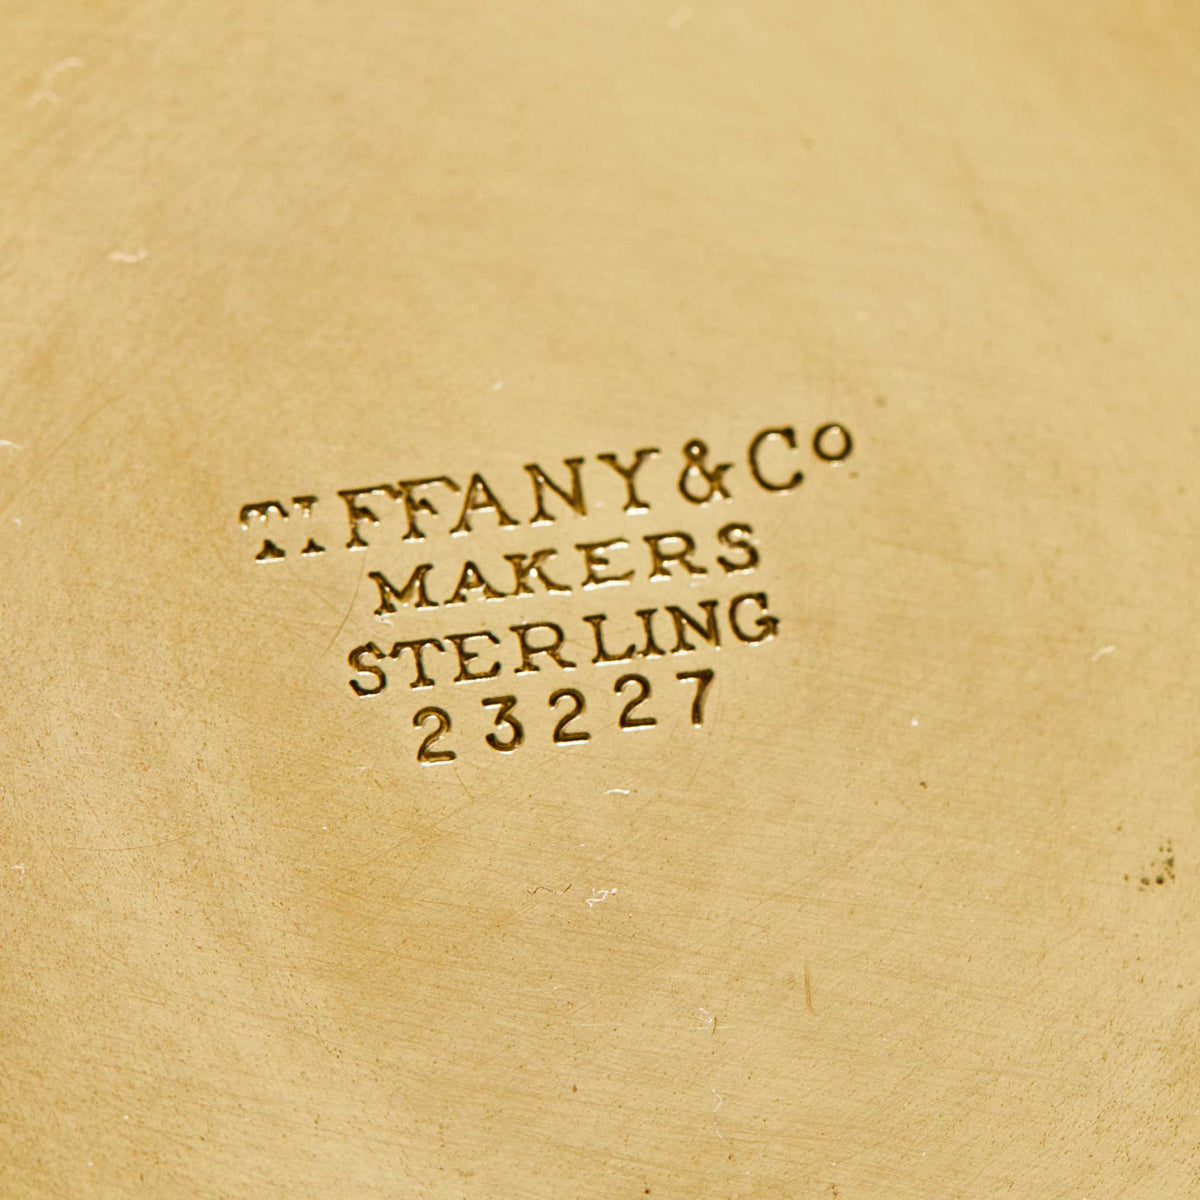 TIFFANY & Co
MAKERS
STERLING
23227